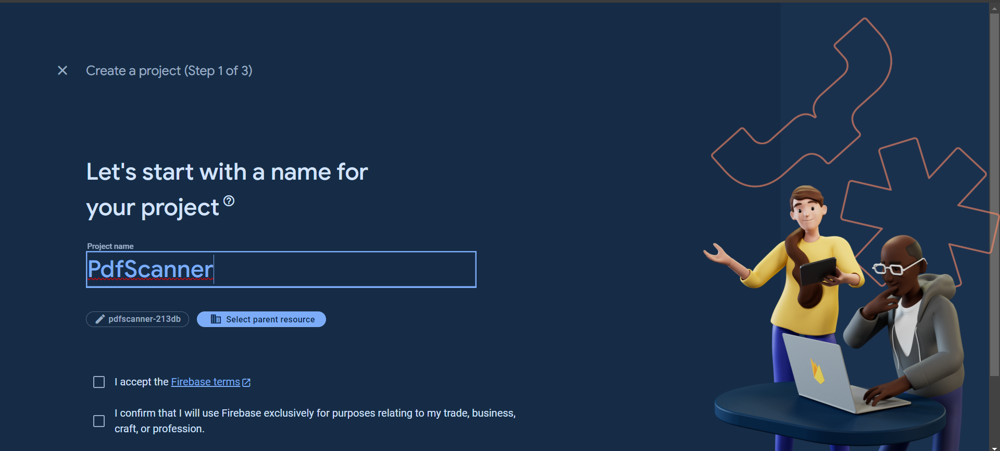 Create a project (Step 1 of 3)
Let's start with a name for
your project
Project name
PdfScanner
pdfscanner-213db
Select parent resource
I accept the Firebase terms
I confirm that I will use Firebase exclusively for purposes relating to my trade, business,
craft, or profession.